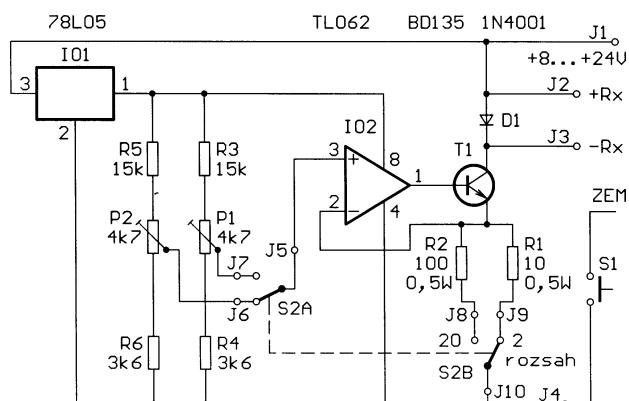 78L05 TL062 BD135 1N4001
IO1 J1
3 1 +8...+24V
2 J2 +Rx
IO2 D1
R5 15k R3 15k 3 + 8 T1 J3 -Rx
1
2 - 4 ZEM
P2 4k7 P1 4k7 J5 R2 100 0,5W R1 10 0,5W S1
J7
J6 S2A J8 J9
R6 3k6 R4 3k6 20 2
rozsah
S2B
J10 J4